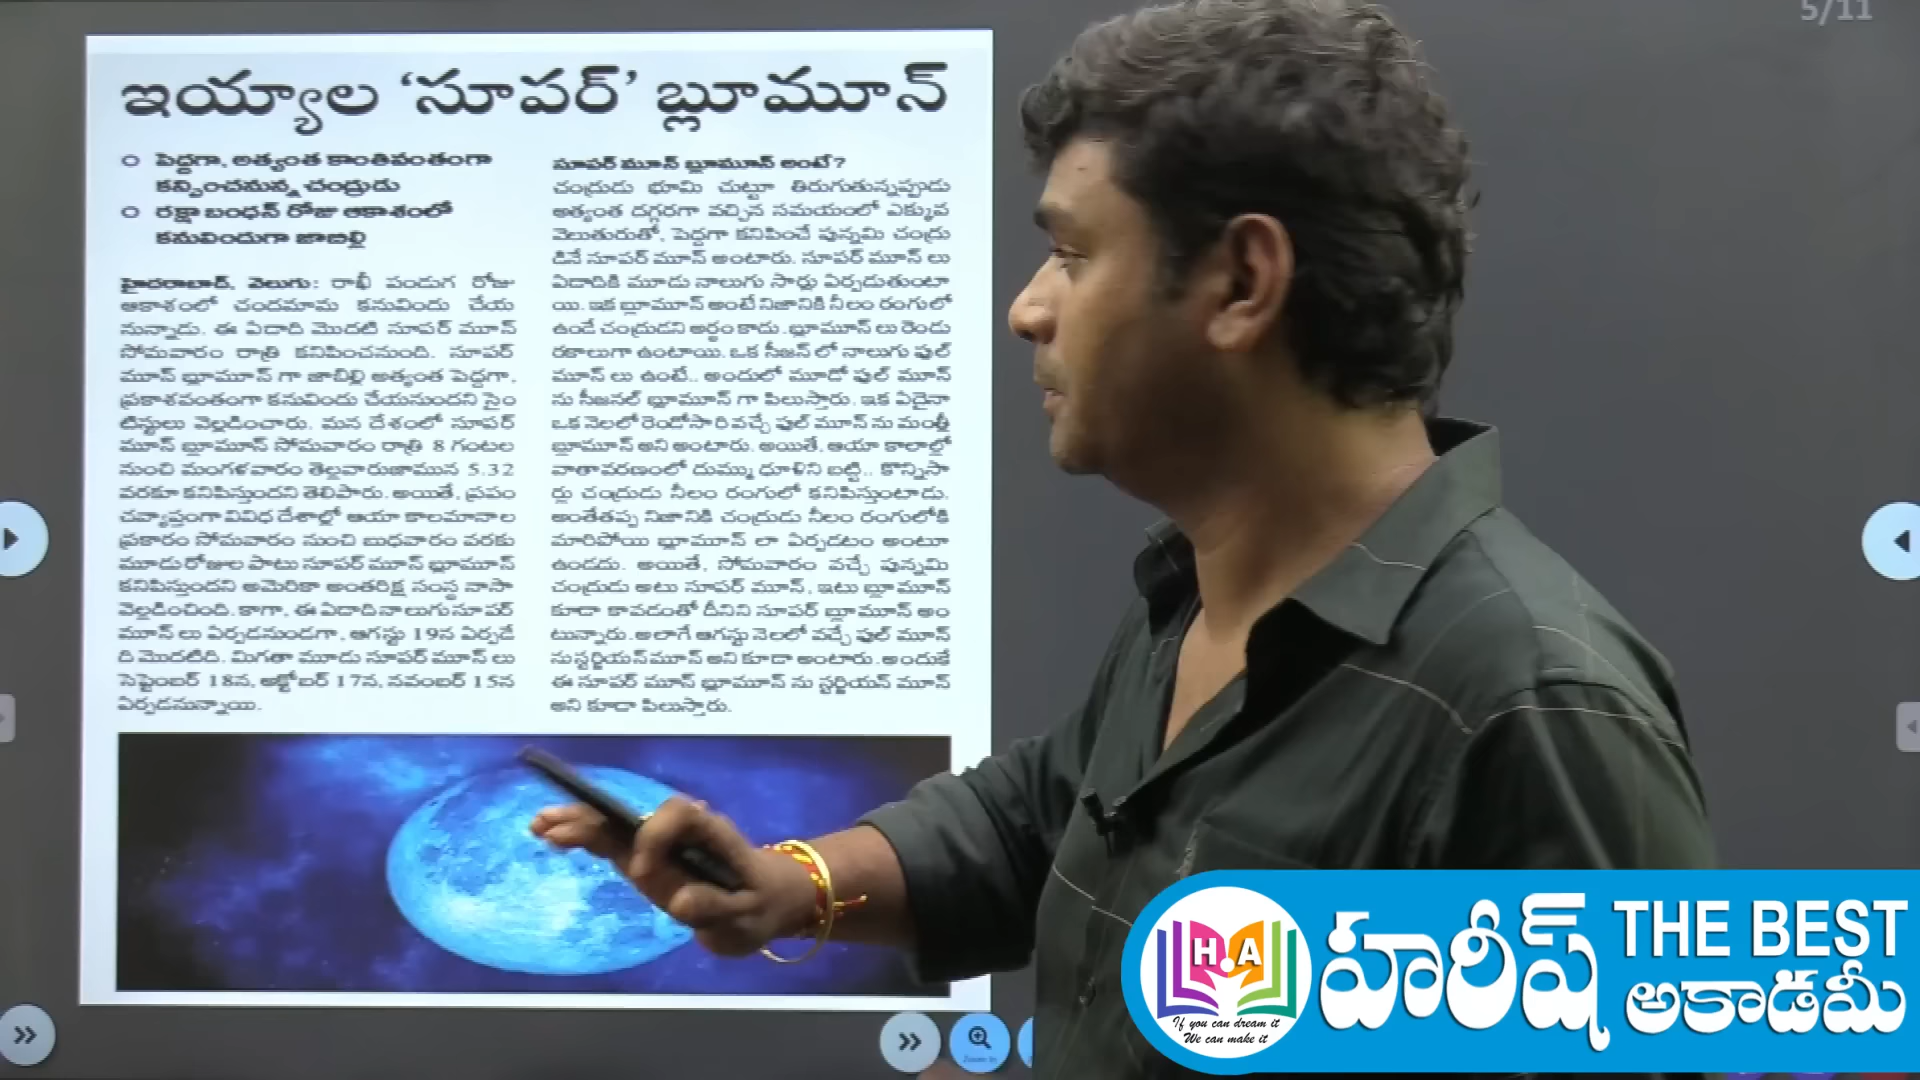 5/11
ఇయ్యాల ‘సూపర్’ బ్లూమూన్
○ పెద్దగా, అత్యంత కాంతివంతంగా
కన్పించనున్న చంద్రుడు
○ రక్షా బంధన్ రోజు ఆకాశంలో
కనువిందుగా జాబిల్లి
హైదరాబాద్, వెలుగు: రాఖీ పండుగ రోజు
ఆకాశంలో చందమామ కనువిందు చేయ
నున్నాడు. ఈ ఏడాది మొదటి సూపర్ మూన్
సోమవారం రాత్రి కనిపించనుంది. సూపర్
మూన్ బ్లూమూన్ గా జాబిల్లి అత్యంత పెద్దగా,
ప్రకాశవంతంగా కనువిందు చేయనుందని సైం
టిస్టులు వెల్లడించారు. మన దేశంలో సూపర్
మూన్ బ్లూమూన్ సోమవారం రాత్రి 8 గంటల
నుంచి మంగళవారం తెల్లవారుజామున 5.32
వరకూ కనిపిస్తుందని తెలిపారు. అయితే, ప్రపం
చవ్యాప్తంగా వివిధ దేశాల్లో ఆయా కాలమానాల
ప్రకారం సోమవారం నుంచి బుధవారం వరకు
మూడు రోజుల పాటు సూపర్ మూన్ బ్లూమూన్
కనిపిస్తుందని అమెరికా అంతరిక్ష సంస్థ నాసా
వెల్లడించింది. కాగా, ఈ ఏడాది నాలుగు సూపర్
మూన్ లు ఏర్పడనుండగా, ఆగస్టు 19న ఏర్పడే
ది మొదటిది. మిగతా మూడు సూపర్ మూన్ లు
సెప్టెంబర్ 18న, అక్టోబర్ 17న, నవంబర్ 15న
ఏర్పడనున్నాయి.
సూపర్ మూన్ బ్లూమూన్ అంటే?
చంద్రుడు భూమి చుట్టూ తిరుగుతున్నప్పుడు
అత్యంత దగ్గరగా వచ్చిన సమయంలో ఎక్కువ
వెలుతురుతో, పెద్దగా కనిపించే పున్నమి చంద్రు
డినే సూపర్ మూన్ అంటారు. సూపర్ మూన్ లు
ఏడాదికి మూడు నాలుగు సార్లు ఏర్పడుతుంటా
యి. ఇక బ్లూమూన్ అంటే నిజానికి నీలం రంగులో
ఉండే చంద్రుడని అర్థం కాదు. బ్లూమూన్ లు రెండు
రకాలుగా ఉంటాయి. ఒక సీజన్ లో నాలుగు ఫుల్
మూన్ లు ఉంటే.. అందులో మూడో ఫుల్ మూన్
ను సీజనల్ బ్లూమూన్ గా పిలుస్తారు. ఇక ఏదైనా
ఒక నెలలో రెండోసారి వచ్చే ఫుల్ మూన్ ను మంత్లీ
బ్లూమూన్ అని అంటారు. అయితే, ఆయా కాలాల్లో
వాతావరణంలో దుమ్ము ధూళిని బట్టి.. కొన్నిసా
ర్లు చంద్రుడు నీలం రంగులో కనిపిస్తుంటాడు.
అంతేతప్ప నిజానికి చంద్రుడు నీలం రంగులోకి
మారిపోయి బ్లూమూన్ లా ఏర్పడటం అంటూ
ఉండదు. అయితే, సోమవారం వచ్చే పున్నమి
చంద్రుడు అటు సూపర్ మూన్, ఇటు బ్లూమూన్
కూడా కావడంతో దీనిని సూపర్ బ్లూమూన్ అం
టున్నారు. అలాగే ఆగస్టు నెలలో వచ్చే ఫుల్ మూన్
ను స్టర్జియన్ మూన్ అని కూడా అంటారు. అందుకే
ఈ సూపర్ మూన్ బ్లూమూన్ ను స్టర్జియన్ మూన్
అని కూడా పిలుస్తారు.
Zoom In
H.A
If you can dream it
We can make it
హరీష్
THE BEST
అకాడమీ